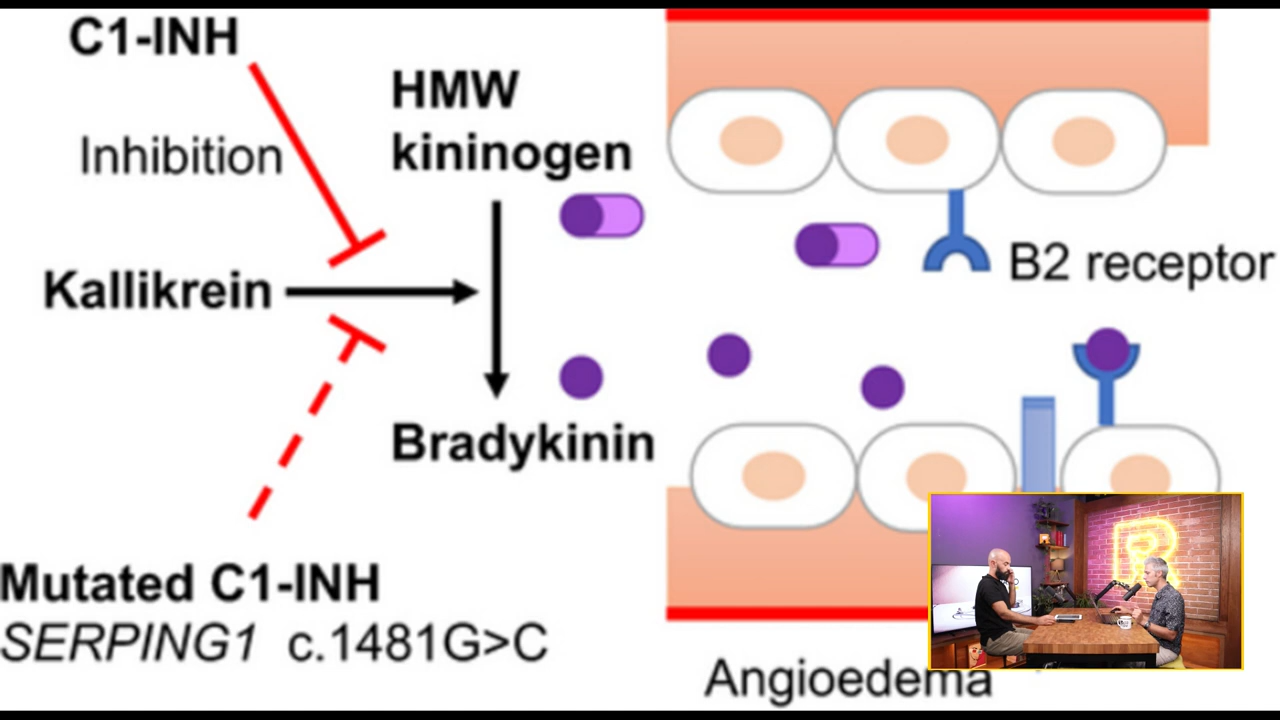 C1-INH
Inhibition
HMW
kininogen
Kallikrein
Bradykinin
Mutated C1-INH
SERPING1 c.1481G>C
B2 receptor
Angioedema
R